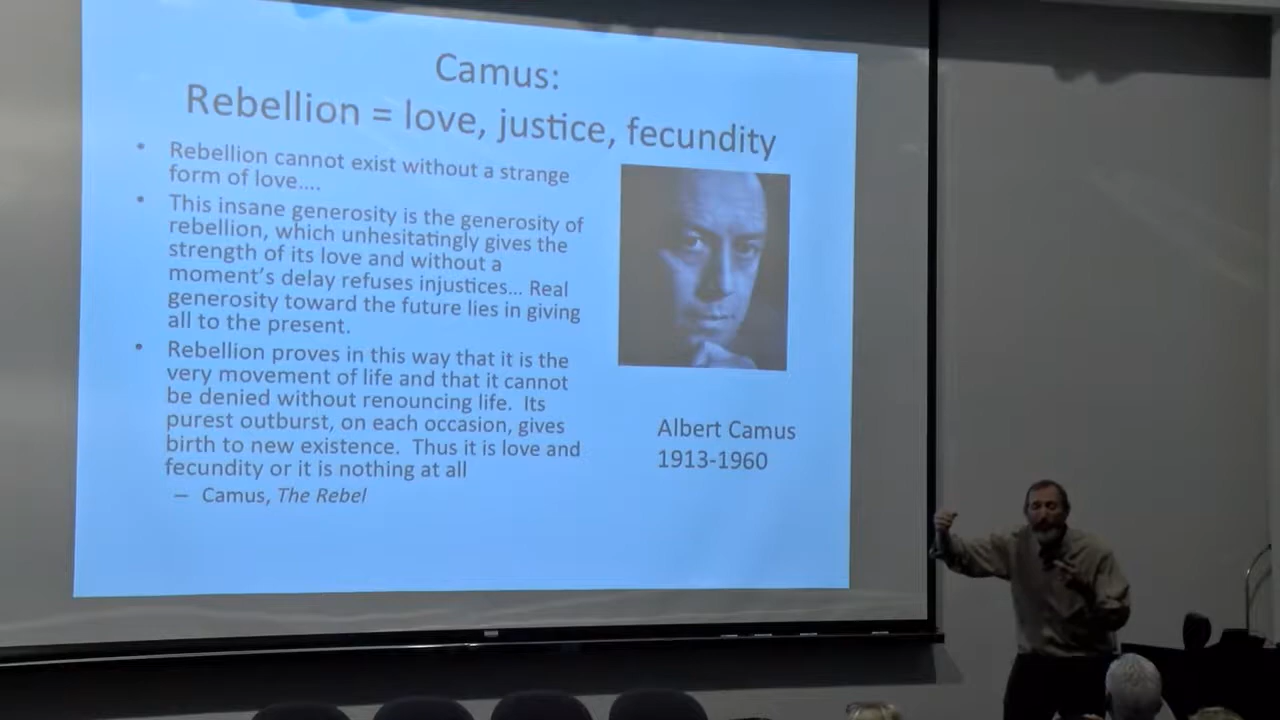 Camus:
Rebellion = love, justice, fecundity
• Rebellion cannot exist without a strange
form of love....
• This insane generosity is the generosity of
rebellion, which unhesitatingly gives the
strength of its love and without a
moment's delay refuses injustices... Real
generosity toward the future lies in giving
all to the present.
• Rebellion proves in this way that it is the
very movement of life and that it cannot
be denied without renouncing life. Its
purest outburst, on each occasion, gives
birth to new existence. Thus it is love and
fecundity or it is nothing at all
– Camus, The Rebel
Albert Camus
1913-1960